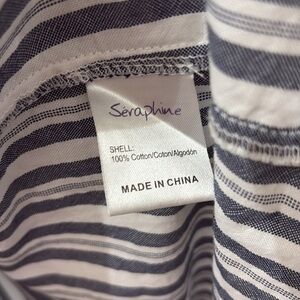 Séraphine
SHELL:
100% Cotton/Coton/Algodón
MADE IN CHINA